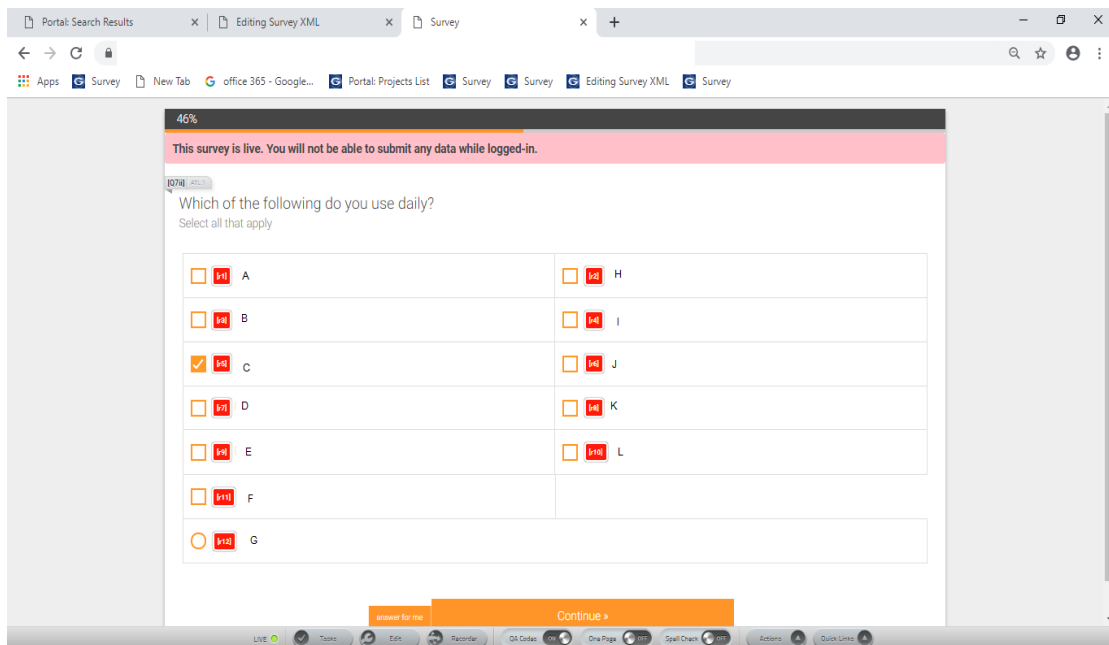 Portal: Search Results Editing Survey XML Survey
Apps Survey New Tab office 365 - Google... Portal: Projects List Survey Survey Editing Survey XML Survey
46%
This survey is live. You will not be able to submit any data while logged-in.
[Q7ii] ATL:1
Which of the following do you use daily?
Select all that apply
[r1] A [r2] H
[r3] B [r4] I
[r5] C [r6] J
[r7] D [r8] K
[r9] E [r10] L
[r11] F
[r12] G
answer for me Continue »
LIVE Tasks Edit Recorder QA Codes ON One Page OFF Spell Check OFF Actions Quick Links